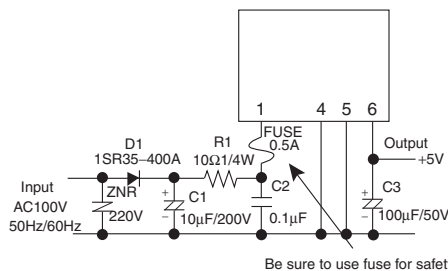 1 4 5 6
FUSE
0.5A
D1
1SR35–400A
R1
10Ω1/4W
Output
+5V
Input
AC100V
50Hz/60Hz
ZNR
220V
+
–
C1
10μF/200V
C2
0.1μF
+
–
C3
100μF/50V
Be sure to use fuse for safet